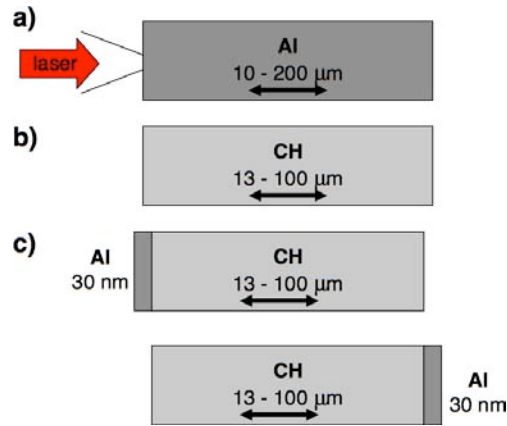 a)
Al
laser
10 - 200 μm
b)
CH
13 - 100 μm
c)
Al
30 nm
CH
13 - 100 μm
CH
13 - 100 μm
Al
30 nm